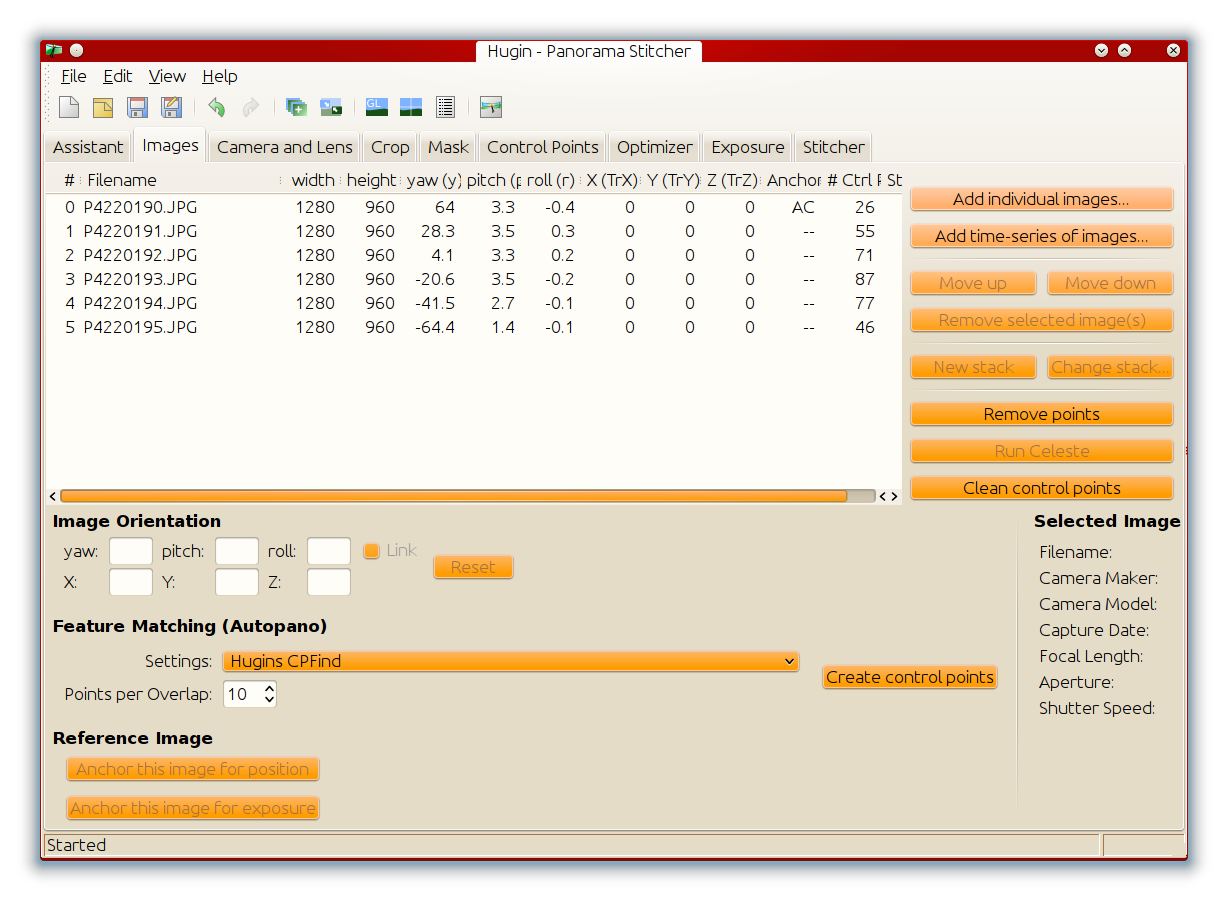 Hugin - Panorama Stitcher
File Edit View Help
GL
Assistant Images Camera and Lens Crop Mask Control Points Optimizer Exposure Stitcher
# Filename width height yaw (y) pitch (p roll (r) X (TrX) Y (TrY) Z (TrZ) Anchor # Ctrl P St
0 P4220190.JPG 1280 960 64 3.3 -0.4 0 0 0 AC 26
1 P4220191.JPG 1280 960 28.3 3.5 0.3 0 0 0 -- 55
2 P4220192.JPG 1280 960 4.1 3.3 0.2 0 0 0 -- 71
3 P4220193.JPG 1280 960 -20.6 3.5 -0.2 0 0 0 -- 87
4 P4220194.JPG 1280 960 -41.5 2.7 -0.1 0 0 0 -- 77
5 P4220195.JPG 1280 960 -64.4 1.4 -0.1 0 0 0 -- 46
Add individual images...
Add time-series of images...
Move up Move down
Remove selected image(s)
New stack Change stack...
Remove points
Run Celeste
Clean control points
Image Orientation
yaw: pitch: roll: Link
X: Y: Z:
Reset
Feature Matching (Autopano)
Settings: Hugins CPFind
Points per Overlap: 10
Create control points
Reference Image
Anchor this image for position
Anchor this image for exposure
Selected Image
Filename:
Camera Maker:
Camera Model:
Capture Date:
Focal Length:
Aperture:
Shutter Speed:
Started